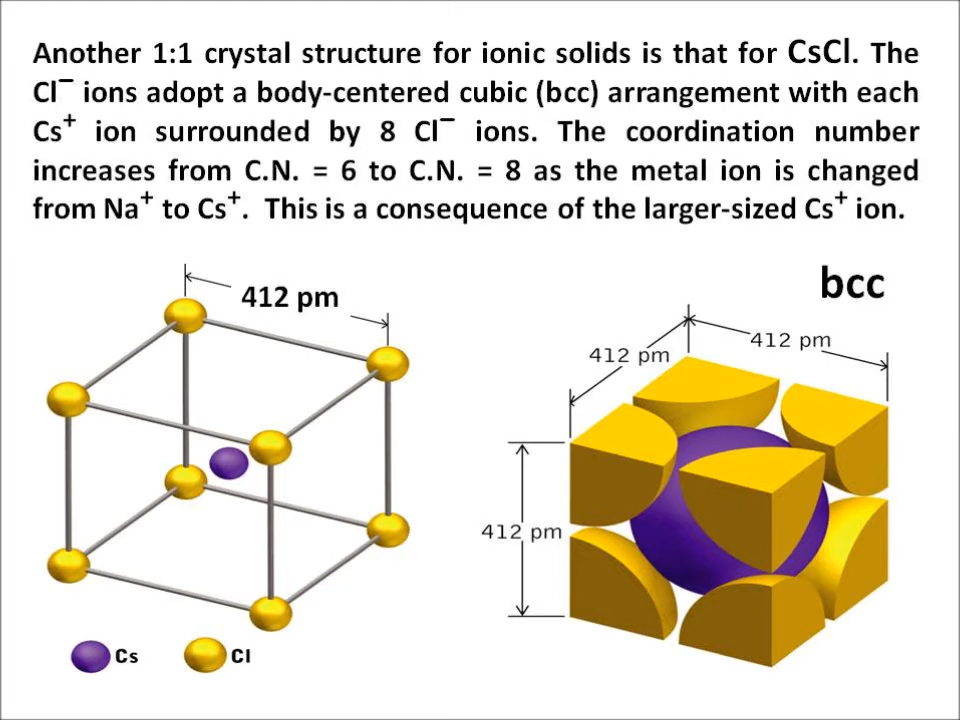 Another 1:1 crystal structure for ionic solids is that for CsCl. The
Cl⁻ ions adopt a body-centered cubic (bcc) arrangement with each
Cs⁺ ion surrounded by 8 Cl⁻ ions. The coordination number
increases from C.N. = 6 to C.N. = 8 as the metal ion is changed
from Na⁺ to Cs⁺. This is a consequence of the larger-sized Cs⁺ ion.
412 pm
bcc
412 pm
412 pm
412 pm
Cs
Cl